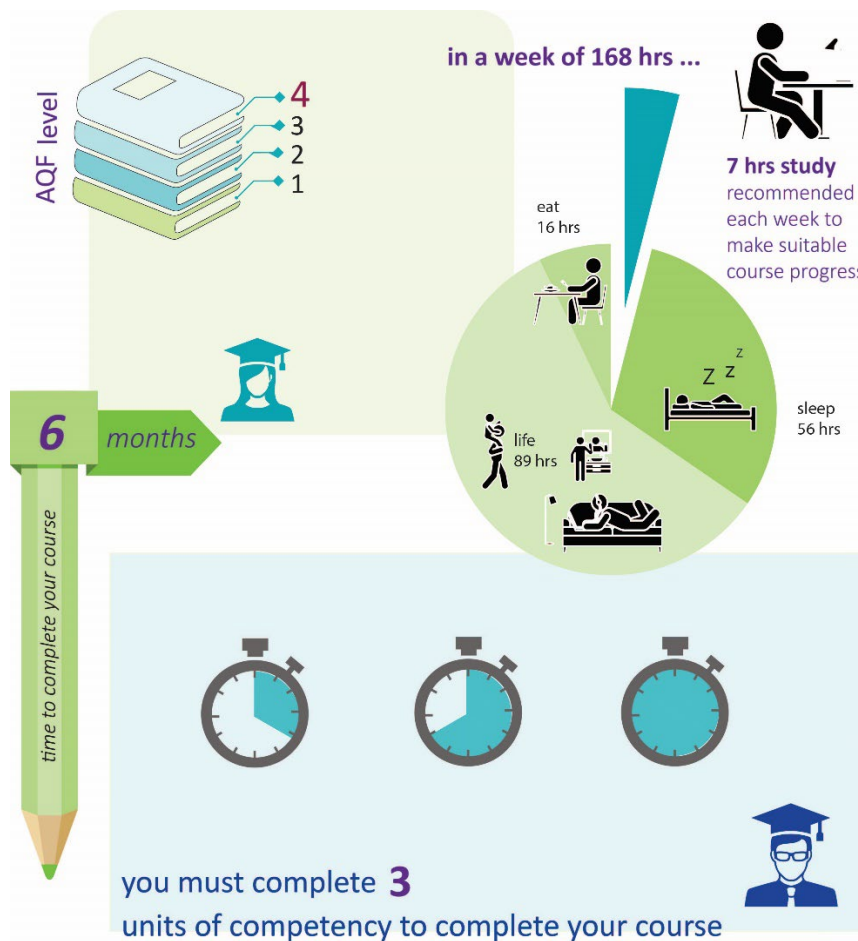 AQF level
4
3
2
1
in a week of 168 hrs ...
7 hrs study
recommended
each week to
make suitable
course progress
eat
16 hrs
Z z z
sleep
56 hrs
life
89 hrs
6
months
time to complete your course
you must complete 3
units of competency to complete your course